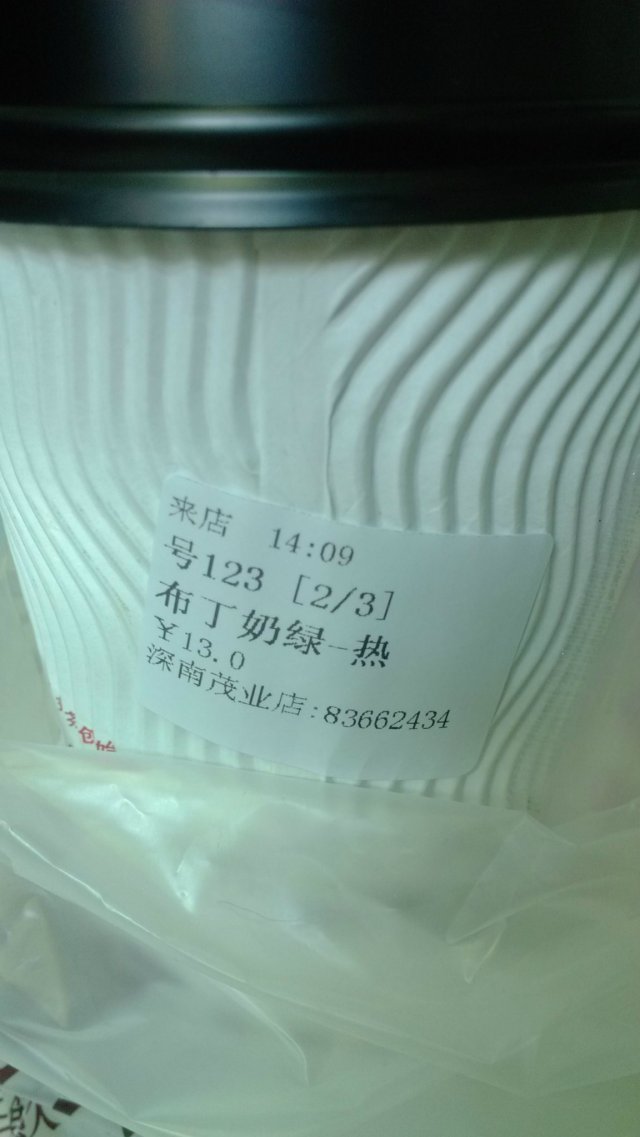 来店 14:09
号123 [2/3]
布丁奶绿-热
￥13.0
深南茂业店:83662434